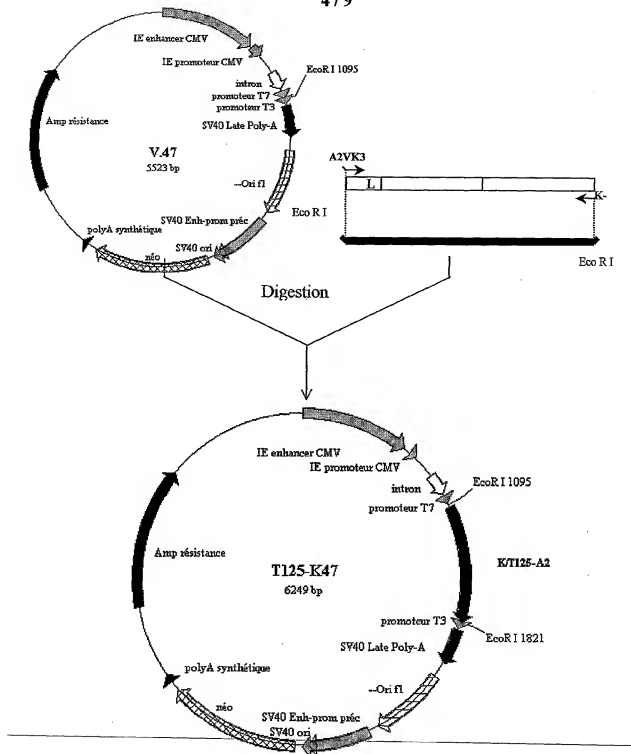 479
IE enhancer CMV
IE promoteur CMV
EcoR I 1095
intron
promoteur T7
promoteur T3
SV40 Late Poly-A
Amp résistance
V.47
5523 bp
--Ori f1
Eco R I
SV40 Enh-prom préc
SV40 ori
polyA synthétique
néo
A2VK3
L
K-
Eco R I
Digestion
IE enhancer CMV
IE promoteur CMV
intron
EcoR I 1095
promoteur T7
Amp résistance
T125-K47
6249 bp
K/T125-A2
promoteur T3
EcoR I 1821
SV40 Late Poly-A
polyA synthétique
--Ori f1
néo
SV40 Enh-prom préc
SV40 ori